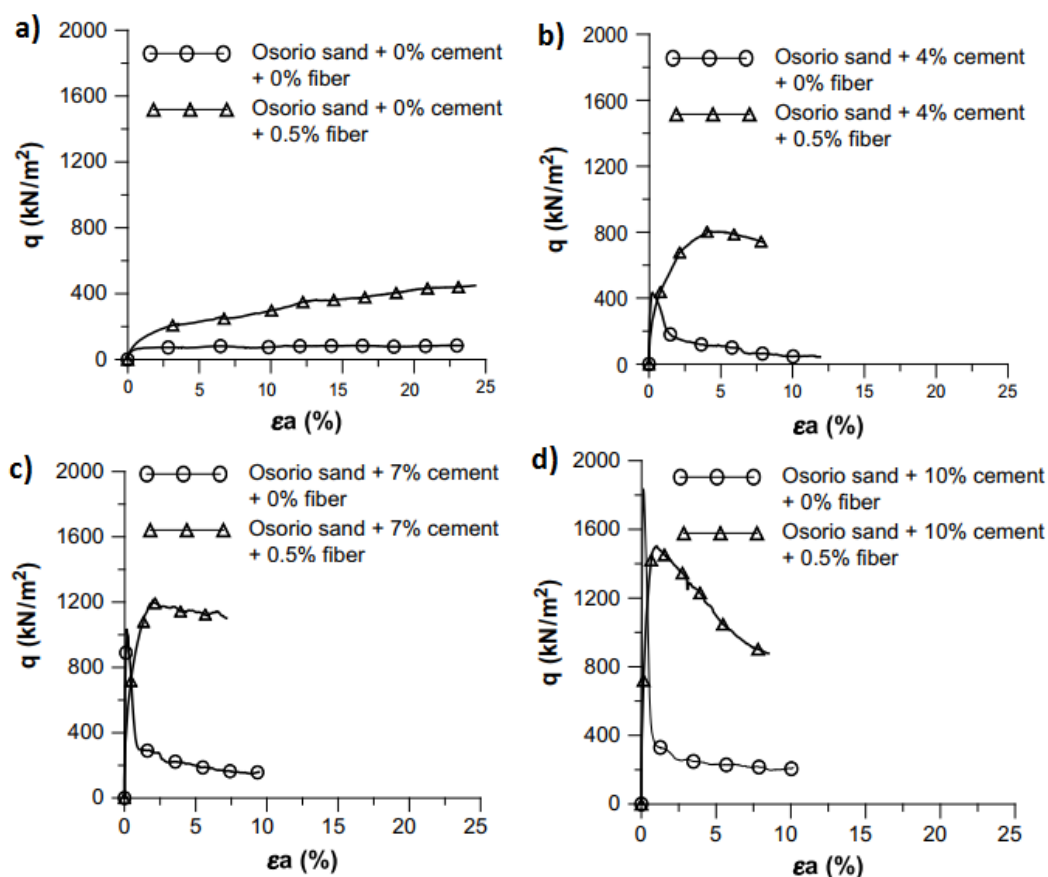 a)
2000
1600
1200
800
400
0
q (kN/m²)
Osorio sand + 0% cement
+ 0% fiber
Osorio sand + 0% cement
+ 0.5% fiber
0 5 10 15 20 25
εa (%)
b)
2000
1600
1200
800
400
0
q (kN/m²)
Osorio sand + 4% cement
+ 0% fiber
Osorio sand + 4% cement
+ 0.5% fiber
0 5 10 15 20 25
εa (%)
c)
2000
1600
1200
800
400
0
q (kN/m²)
Osorio sand + 7% cement
+ 0% fiber
Osorio sand + 7% cement
+ 0.5% fiber
0 5 10 15 20 25
εa (%)
d)
2000
1600
1200
800
400
0
q (kN/m²)
Osorio sand + 10% cement
+ 0% fiber
Osorio sand + 10% cement
+ 0.5% fiber
0 5 10 15 20 25
εa (%)